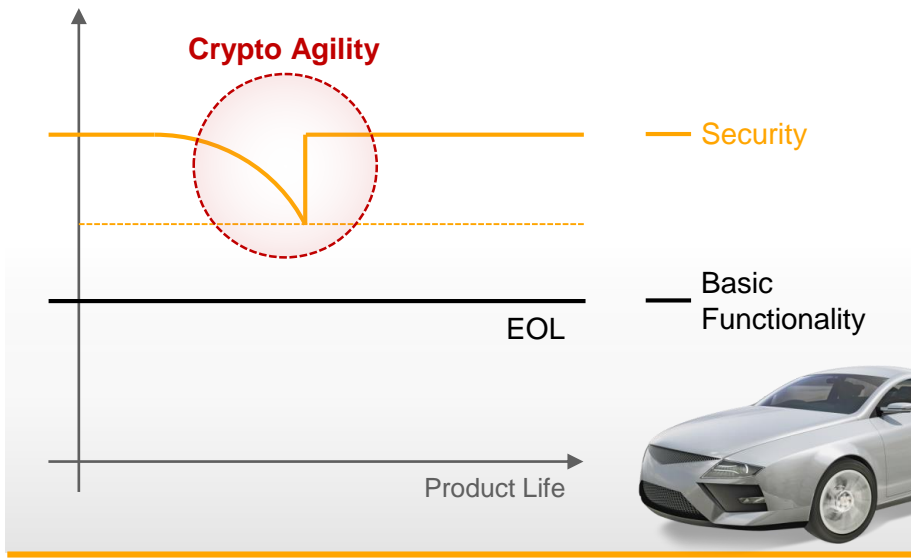 Crypto Agility
Security
Basic
Functionality
EOL
Product Life